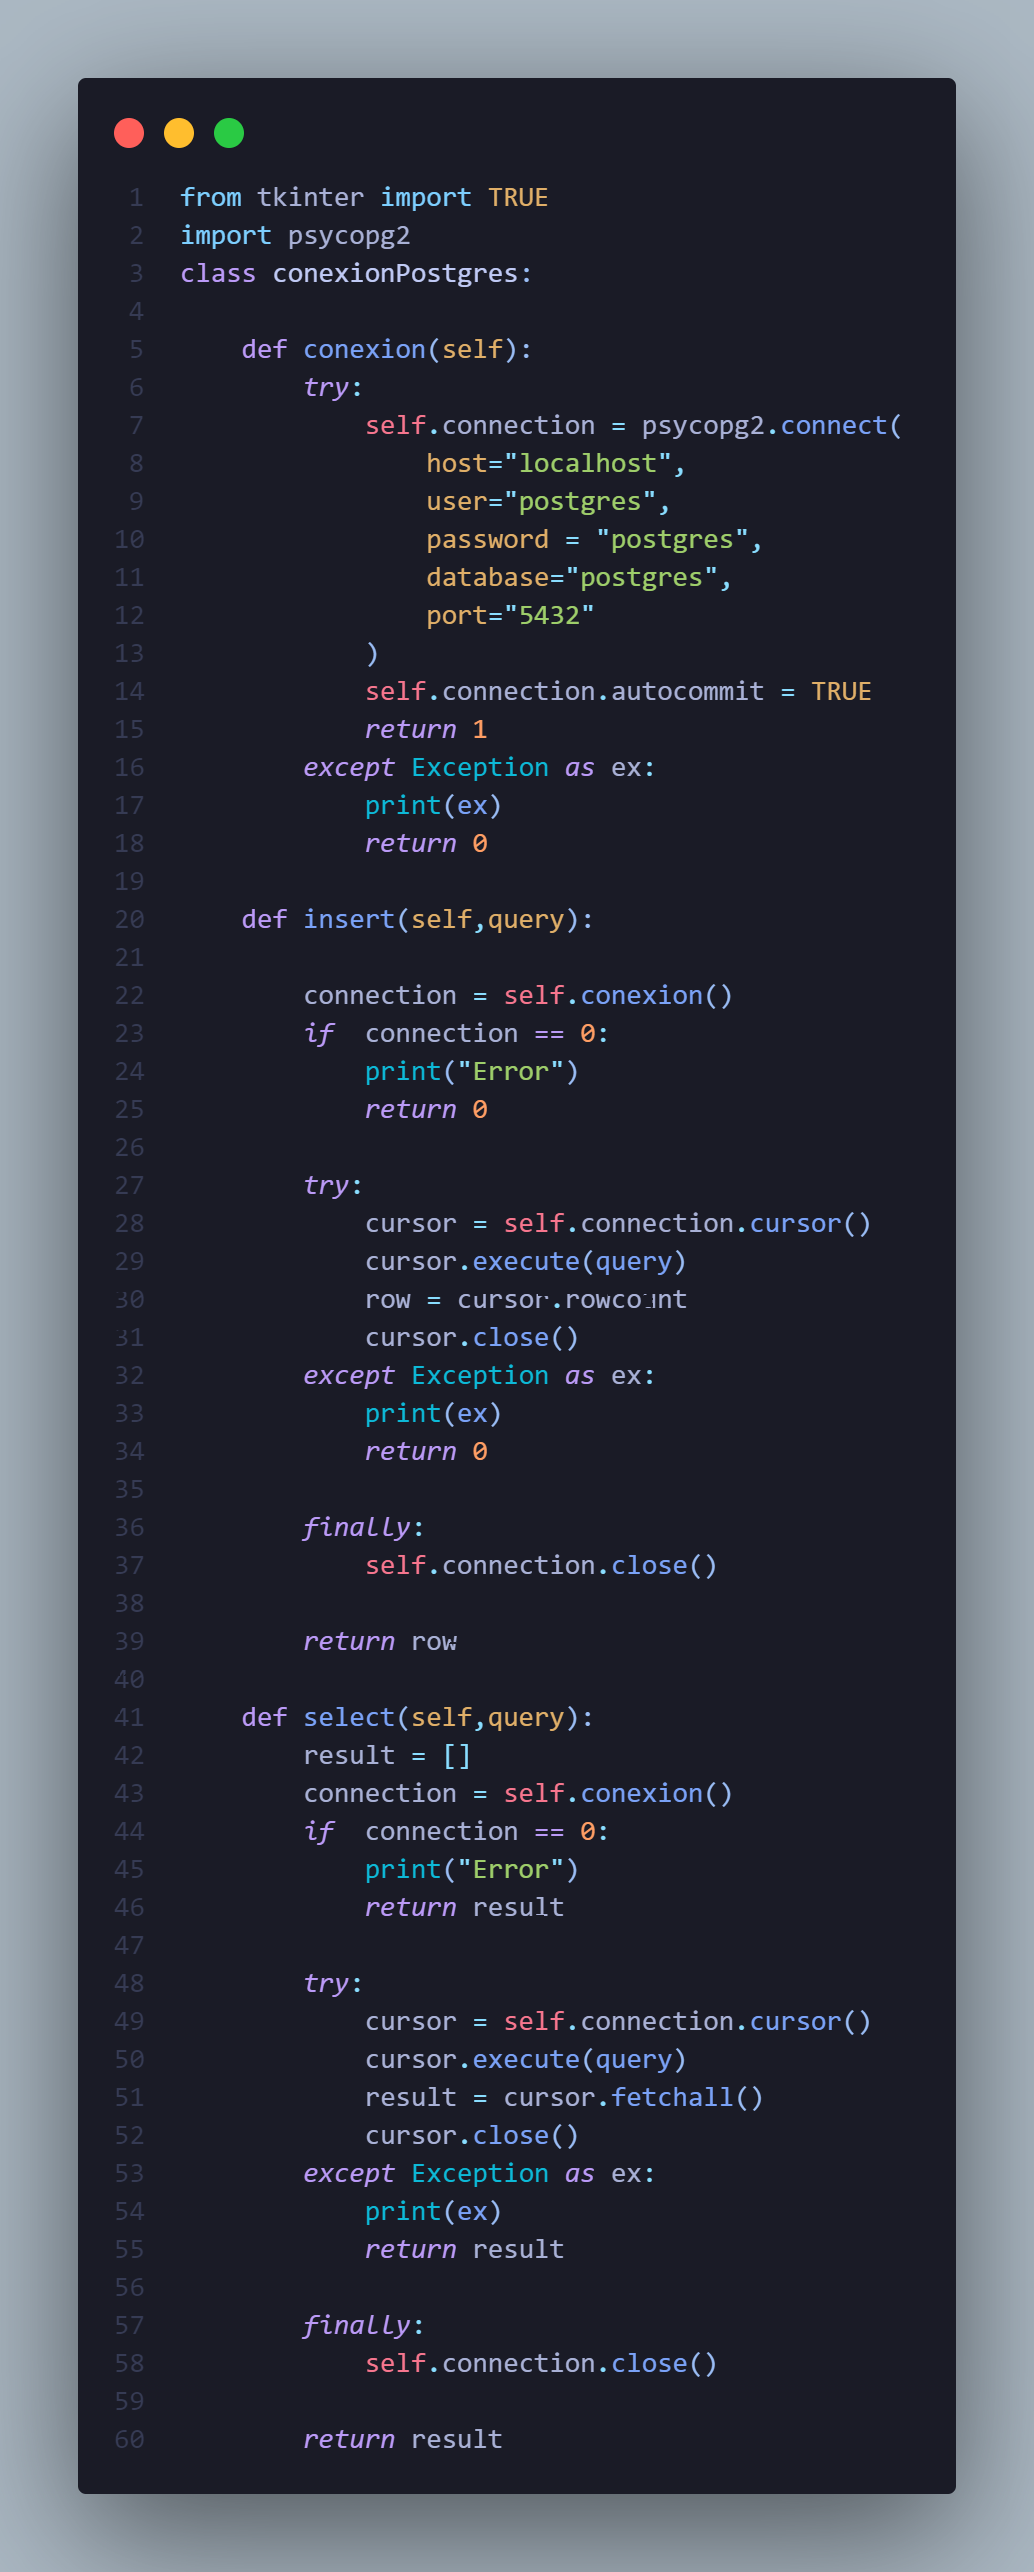 1 from tkinter import TRUE
2 import psycopg2
3 class conexionPostgres:
4
5     def conexion(self):
6         try:
7             self.connection = psycopg2.connect(
8                 host="localhost",
9                 user="postgres",
10                 password = "postgres",
11                 database="postgres",
12                 port="5432"
13             )
14             self.connection.autocommit = TRUE
15             return 1
16         except Exception as ex:
17             print(ex)
18             return 0
19
20     def insert(self,query):
21
22         connection = self.conexion()
23         if  connection == 0:
24             print("Error")
25             return 0
26
27         try:
28             cursor = self.connection.cursor()
29             cursor.execute(query)
30             row = cursor.rowcount
31             cursor.close()
32         except Exception as ex:
33             print(ex)
34             return 0
35
36         finally:
37             self.connection.close()
38
39         return row
40
41     def select(self,query):
42         result = []
43         connection = self.conexion()
44         if  connection == 0:
45             print("Error")
46             return result
47
48         try:
49             cursor = self.connection.cursor()
50             cursor.execute(query)
51             result = cursor.fetchall()
52             cursor.close()
53         except Exception as ex:
54             print(ex)
55             return result
56
57         finally:
58             self.connection.close()
59
60         return result